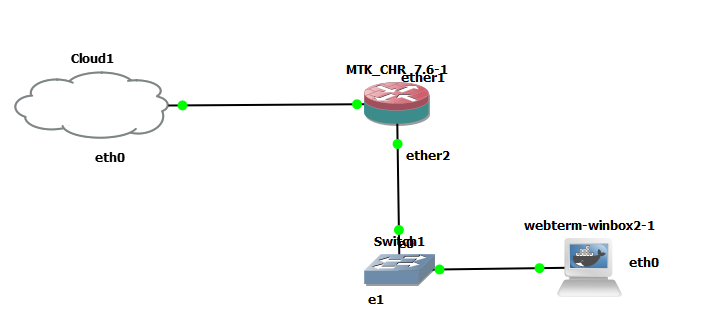 Cloud1
MTK_CHR_7.6-1
ether1
eth0
ether2
webterm-winbox2-1
Switch1
eth0
e1